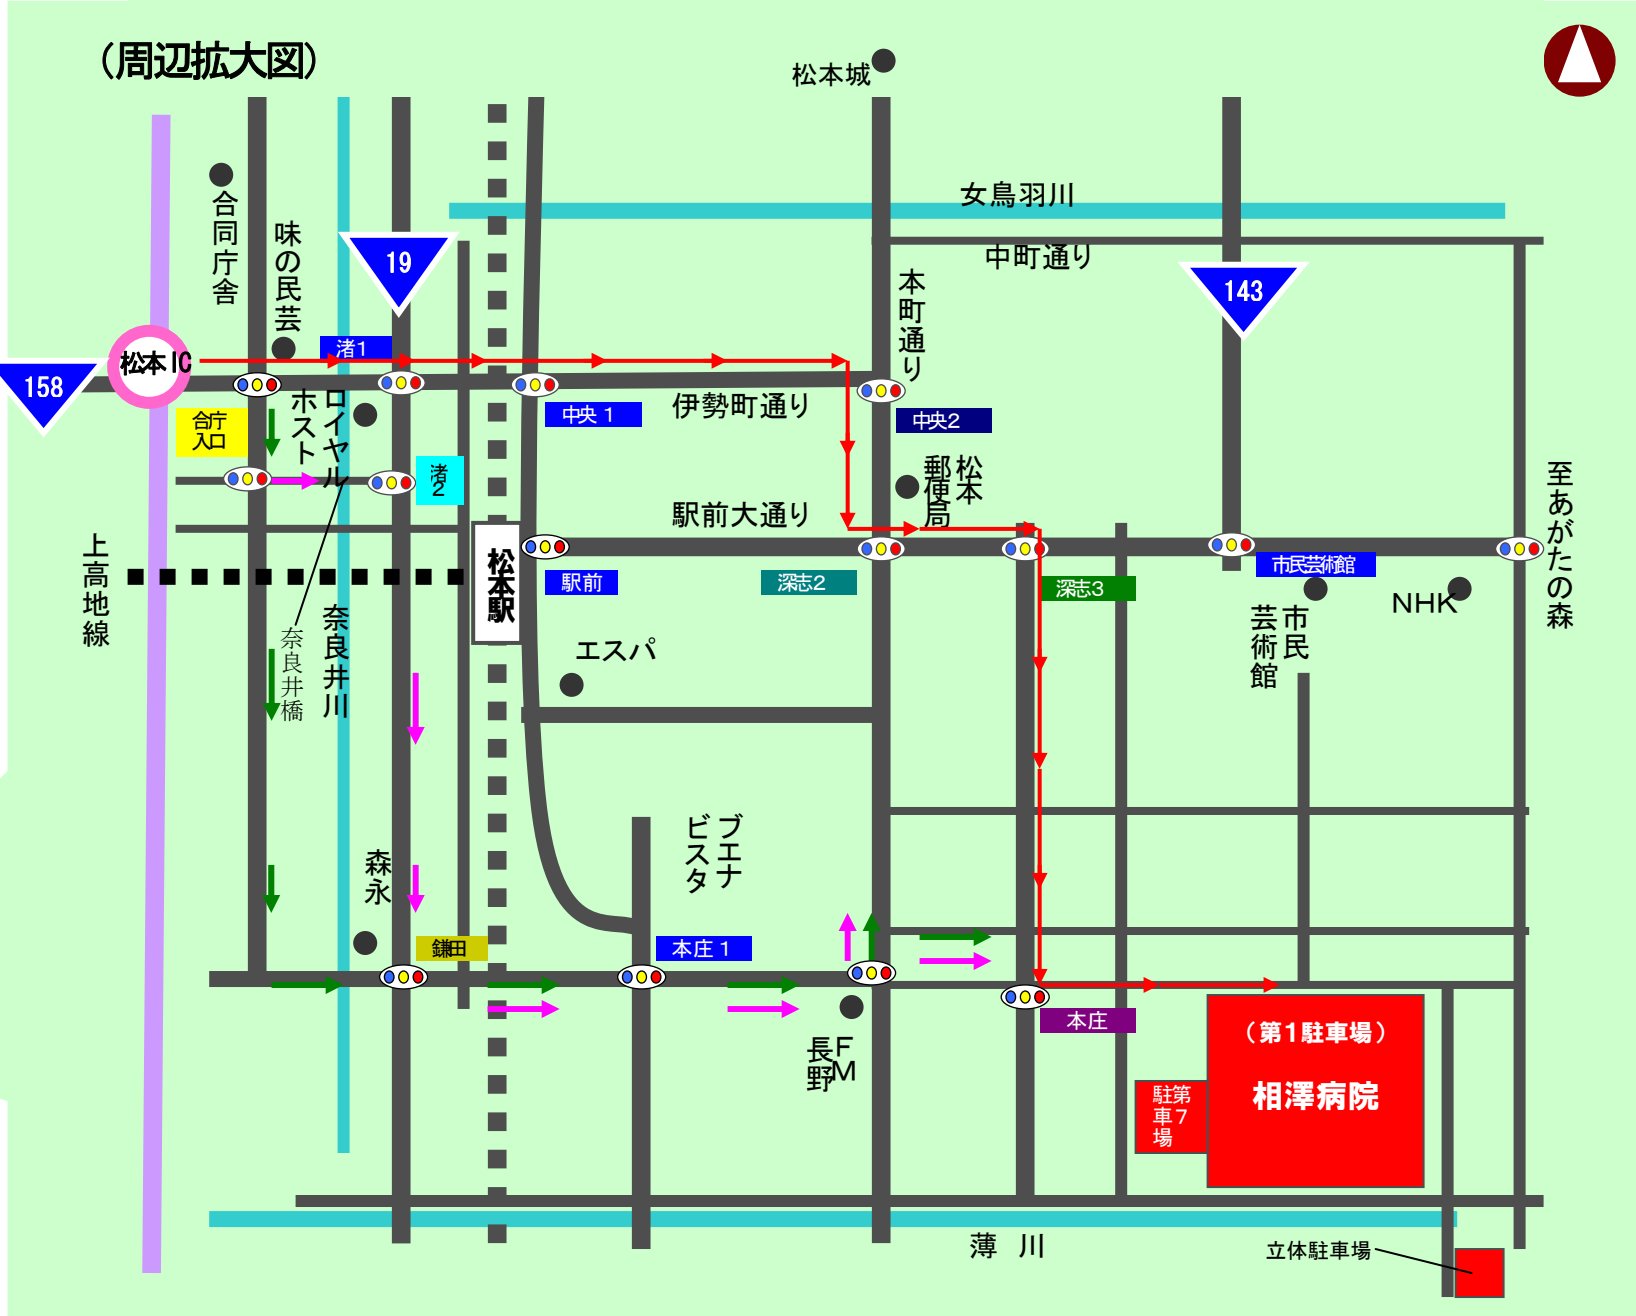 （周辺拡大図）
松本城
合同庁舎
味の民芸
19
女鳥羽川
中町通り
本町通り
143
渚1
松本IC
158
合庁
入口
ロイヤル
ホスト
渚
2
中央１
伊勢町通り
中央2
松本
郵便局
駅前大通り
至あがたの森
上高地線
松本駅
駅前
深志2
深志3
市民芸術館
市民
芸術館
NHK
奈良井川
奈良井橋
エスパ
ブエナ
ビスタ
森永
鎌田
本庄１
FM
長野
本庄
（第1駐車場）
相澤病院
第７
駐車場
薄　川
立体駐車場